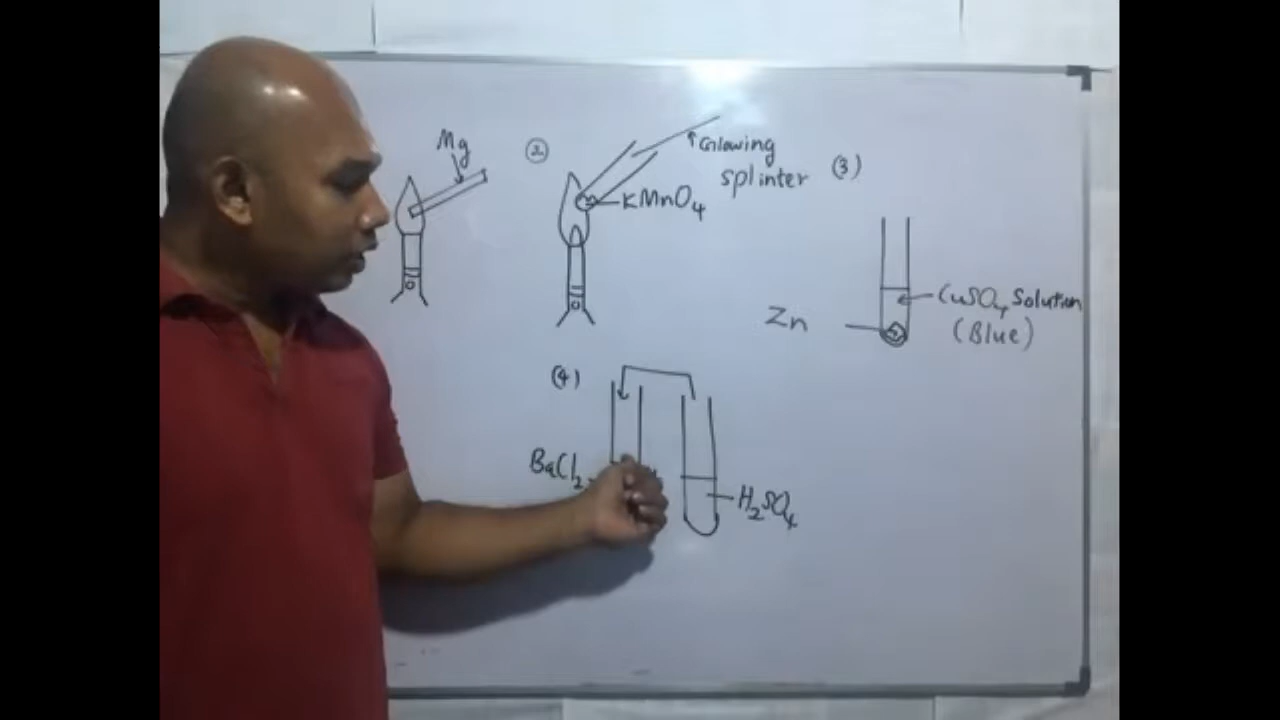 Mg
②
Glowing
splinter
KMnO₄
(3)
CuSO₄ Solution
(Blue)
Zn
(4)
BaCl₂
H₂SO₄